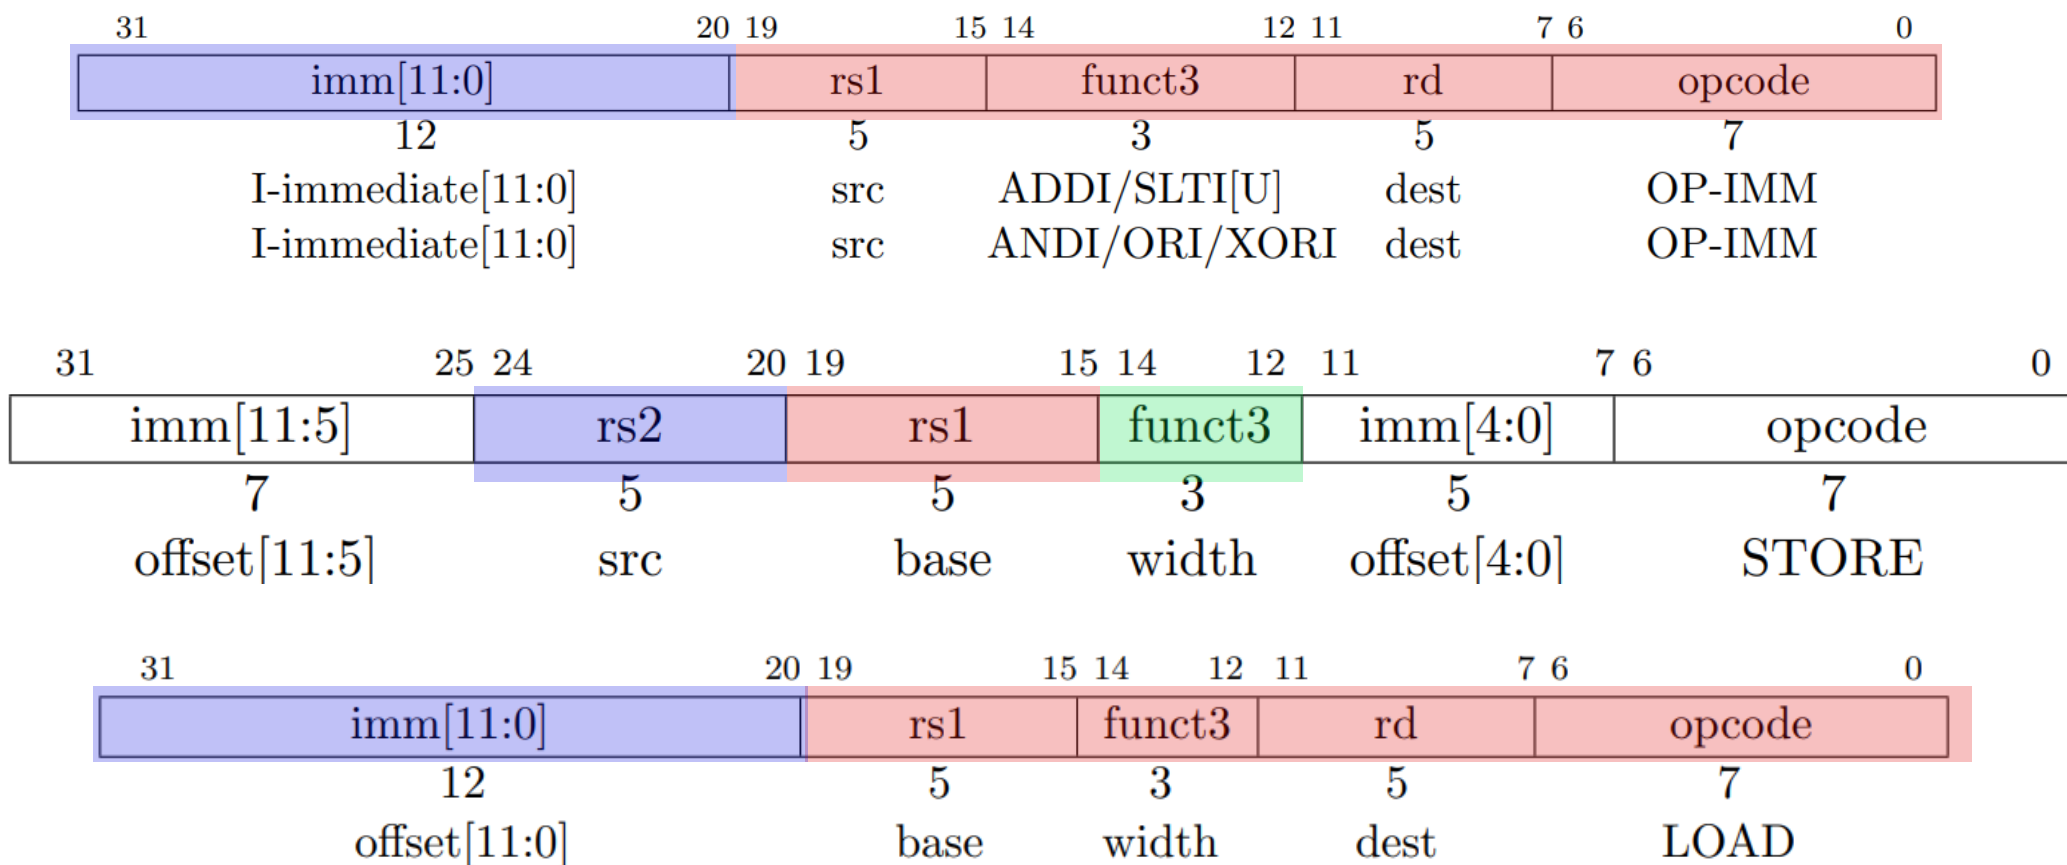 31 20 19 15 14 12 11 7 6 0
imm[11:0] rs1 funct3 rd opcode
12 5 3 5 7
I-immediate[11:0] src ADDI/SLTI[U] dest OP-IMM
I-immediate[11:0] src ANDI/ORI/XORI dest OP-IMM
31 25 24 20 19 15 14 12 11 7 6 0
imm[11:5] rs2 rs1 funct3 imm[4:0] opcode
7 5 5 3 5 7
offset[11:5] src base width offset[4:0] STORE
31 20 19 15 14 12 11 7 6 0
imm[11:0] rs1 funct3 rd opcode
12 5 3 5 7
offset[11:0] base width dest LOAD